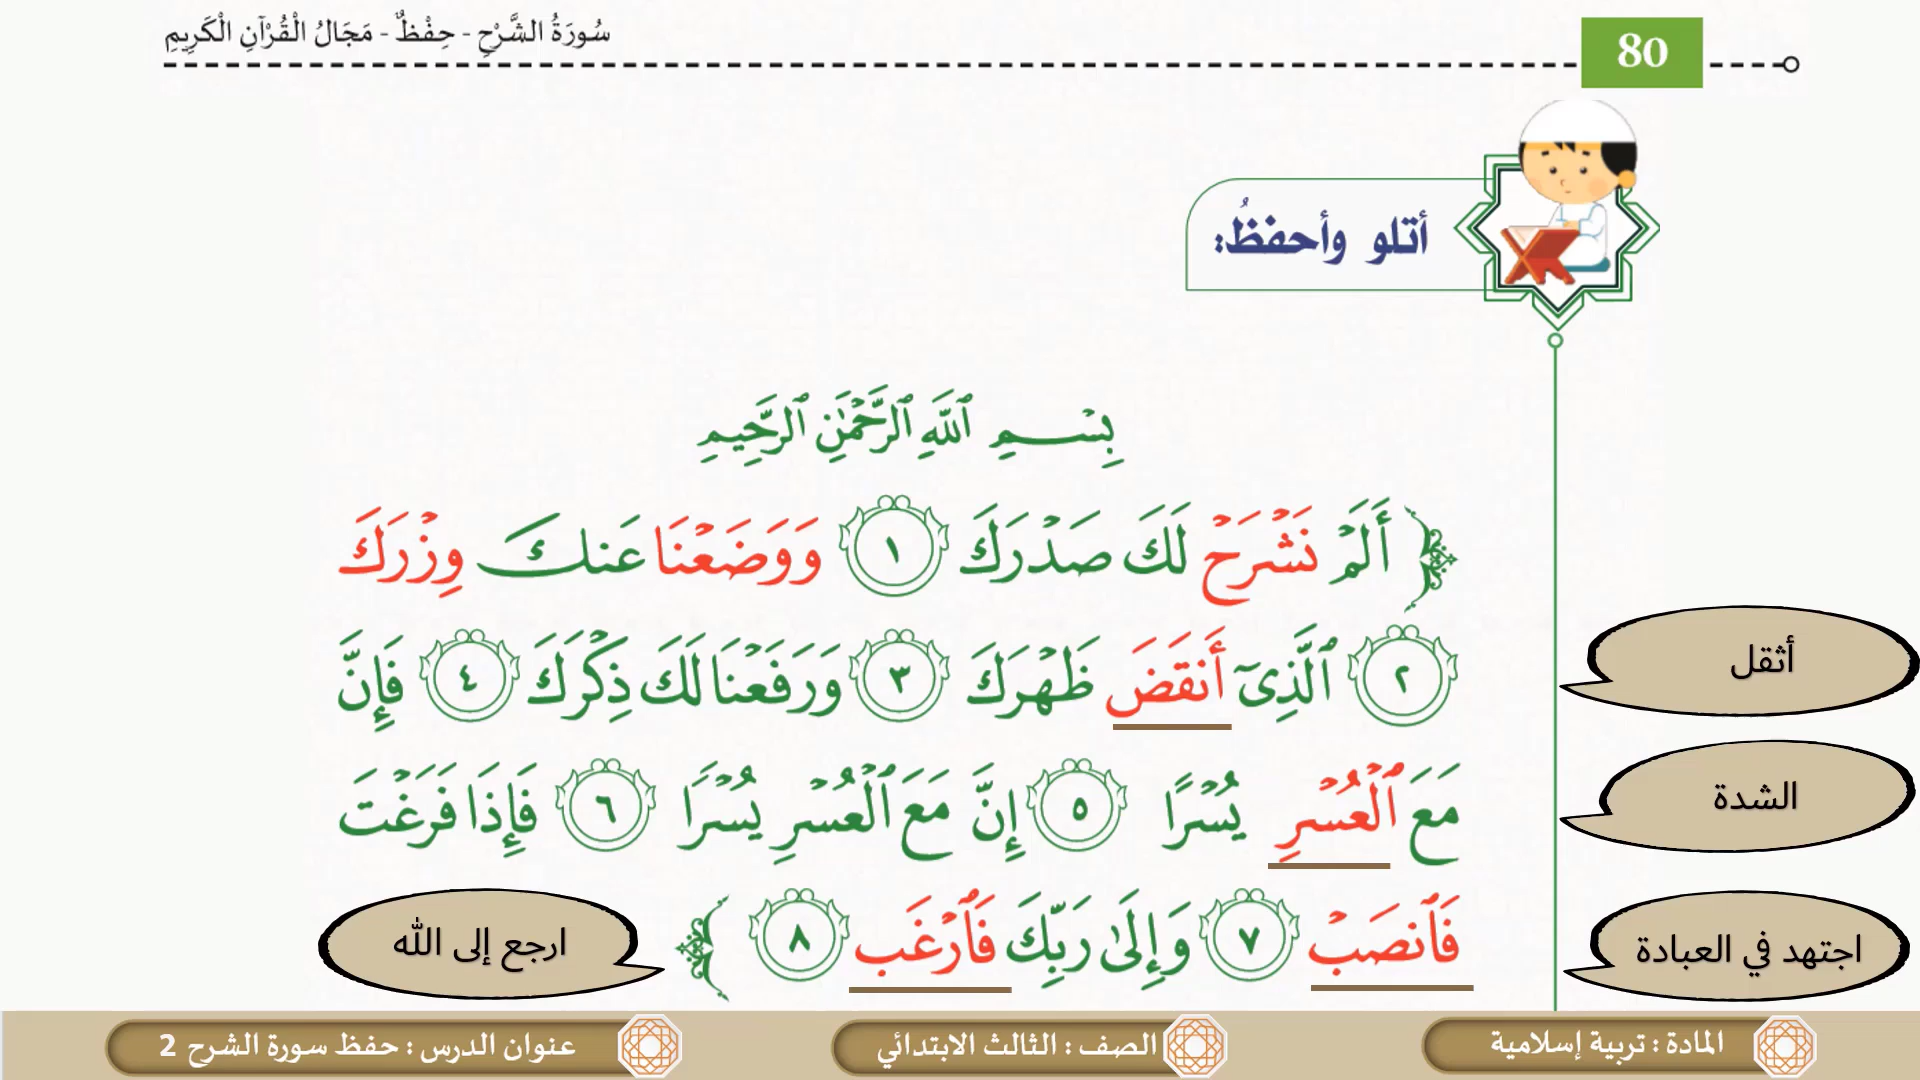 سُورَةُ الشَّرْحِ - حِفْظٌ - مَجَالُ الْقُرْآنِ الْكَرِيمِ
80
أتلو وأحفظُ:
بِسْمِ ٱللَّهِ ٱلرَّحْمَٰنِ ٱلرَّحِيمِ
أَلَمْ نَشْرَحْ لَكَ صَدْرَكَ ١ وَوَضَعْنَا عَنكَ وِزْرَكَ
٢ ٱلَّذِىٓ أَنقَضَ ظَهْرَكَ ٣ وَرَفَعْنَا لَكَ ذِكْرَكَ ٤ فَإِنَّ
أثقل
مَعَ ٱلْعُسْرِ يُسْرًا ٥ إِنَّ مَعَ ٱلْعُسْرِ يُسْرًا ٦ فَإِذَا فَرَغْتَ
الشدة
فَٱنصَبْ ٧ وَإِلَىٰ رَبِّكَ فَٱرْغَب ٨
اجتهد في العبادة
ارجع إلى الله
المادة : تربية إسلامية
الصف : الثالث الابتدائي
عنوان الدرس : حفظ سورة الشرح 2